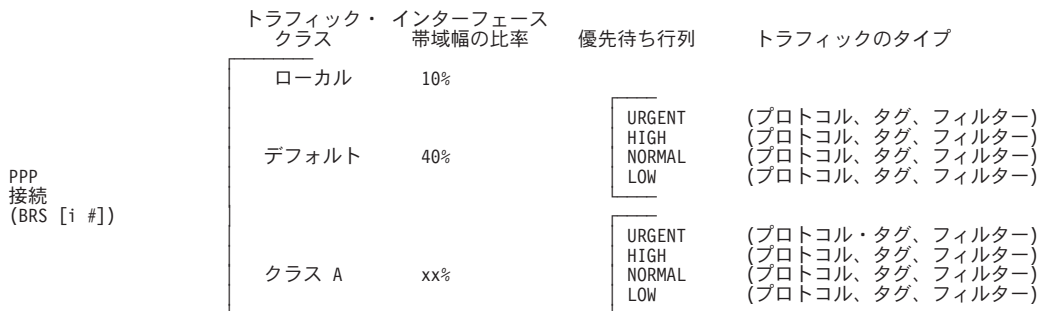 トラフィック・ インターフェース
クラス 帯域幅の比率 優先待ち行列 トラフィックのタイプ
ローカル 10%
URGENT (プロトコル、タグ、フィルター)
HIGH (プロトコル、タグ、フィルター)
デフォルト 40% NORMAL (プロトコル、タグ、フィルター)
PPP LOW (プロトコル、タグ、フィルター)
接続
(BRS [i #])
URGENT (プロトコル・タグ、フィルター)
HIGH (プロトコル、タグ、フィルター)
クラス A xx% NORMAL (プロトコル、タグ、フィルター)
LOW (プロトコル、タグ、フィルター)